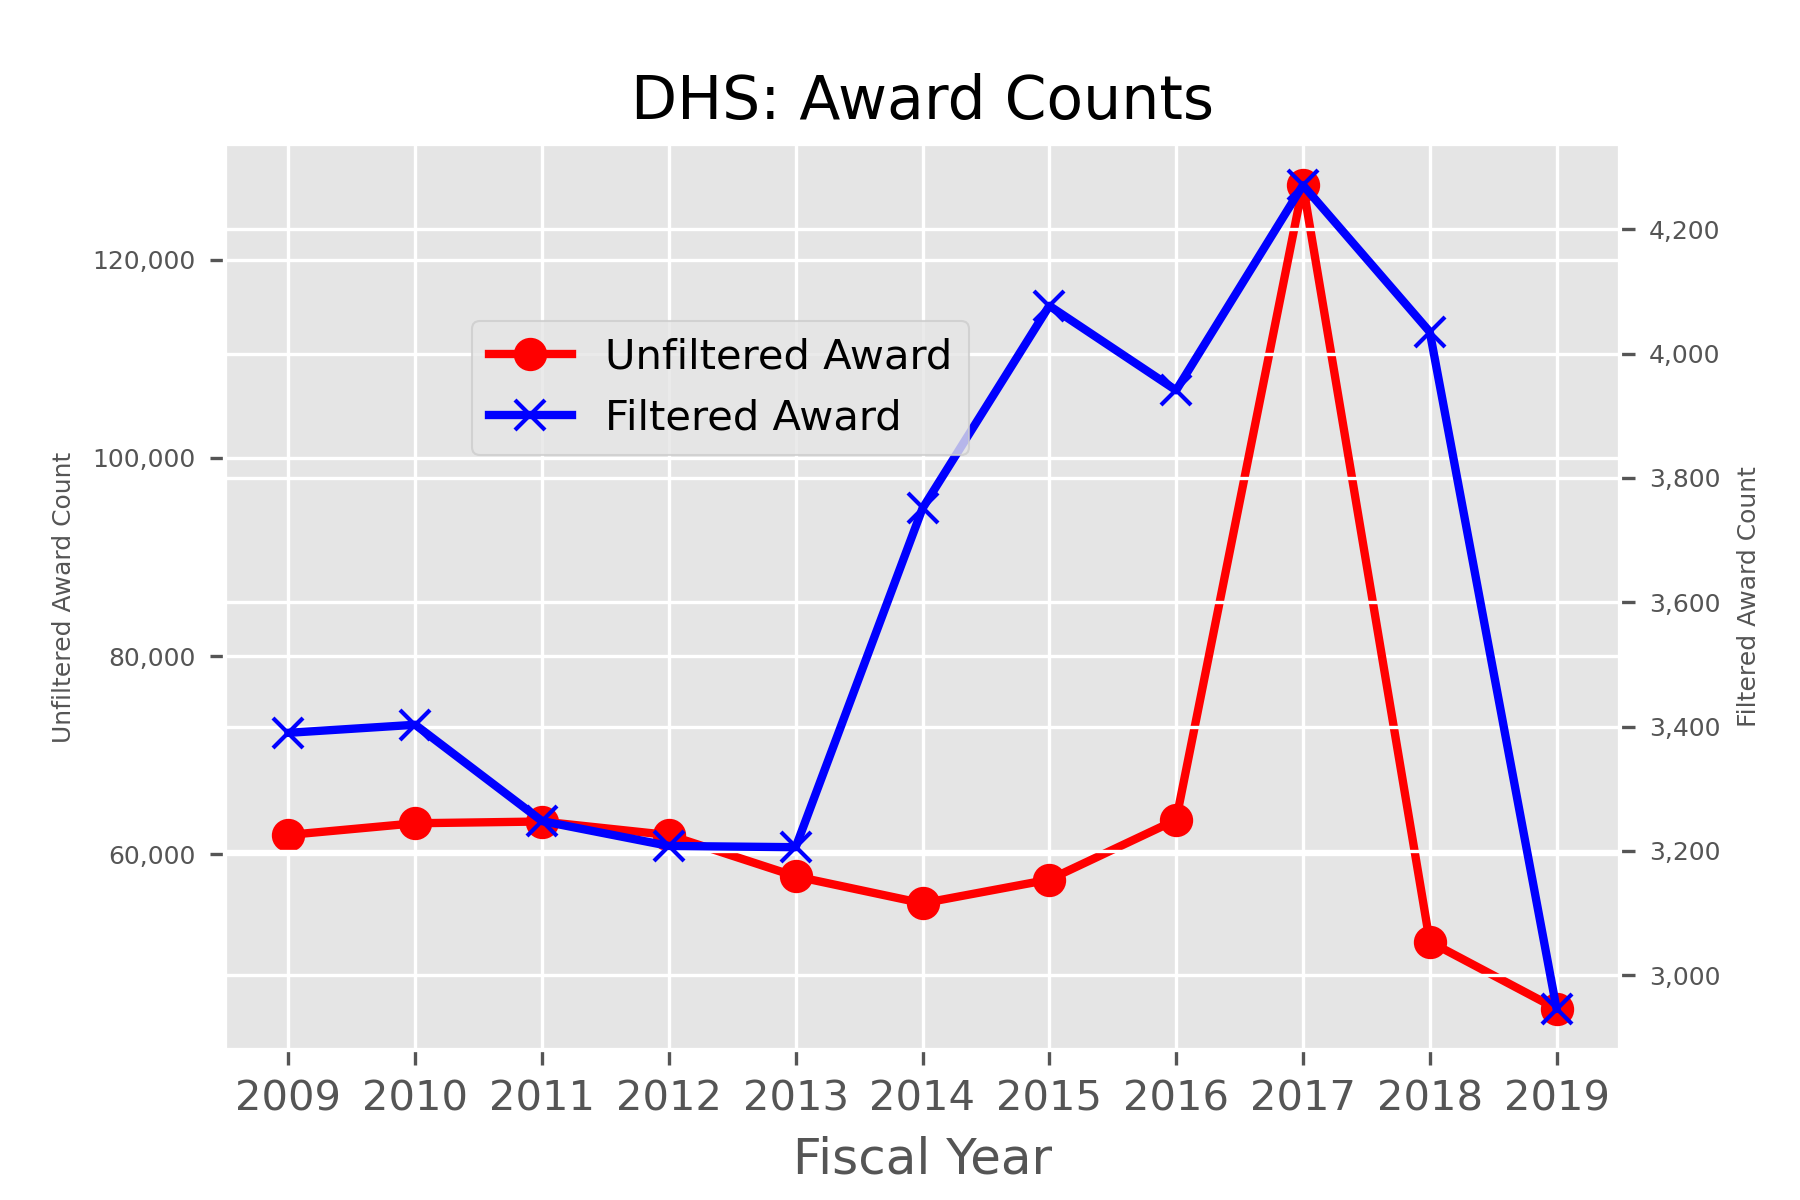 DHS: Award Counts
120,000
100,000
80,000
60,000
Unfiltered Award Count
Unfiltered Award
Filtered Award
4,200
4,000
3,800
3,600
3,400
3,200
3,000
Filtered Award Count
2009 2010 2011 2012 2013 2014 2015 2016 2017 2018 2019
Fiscal Year